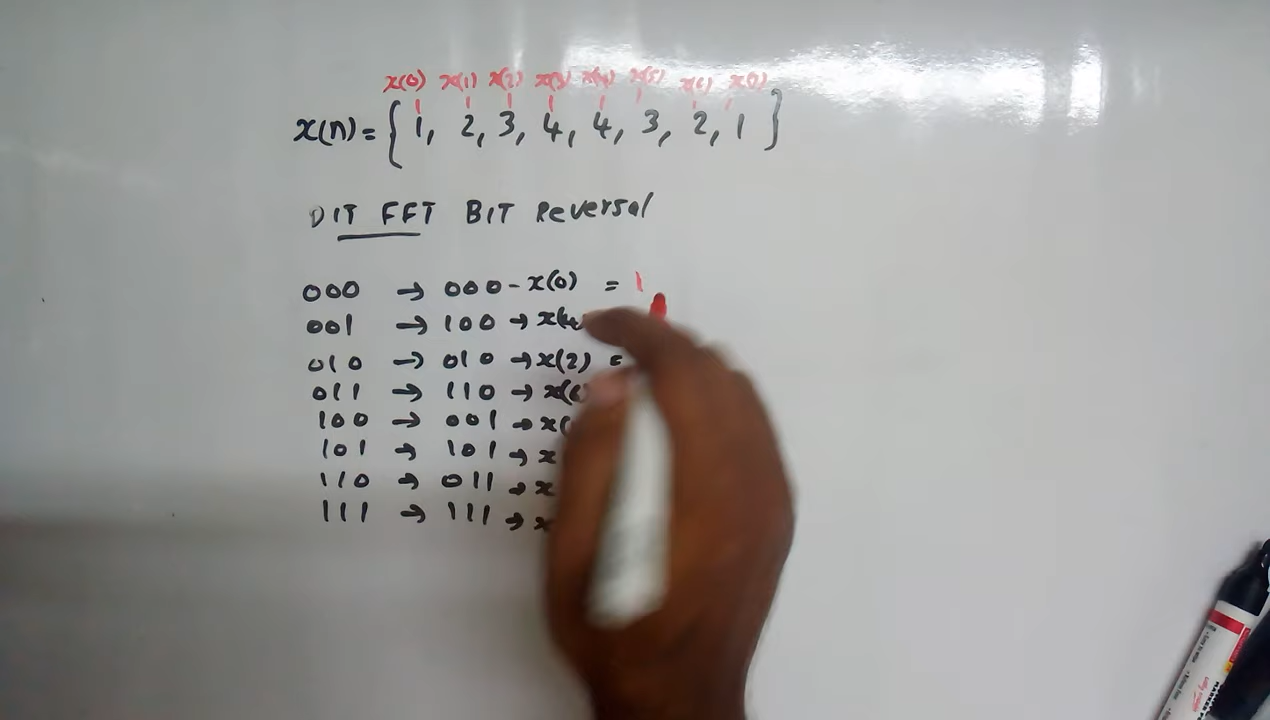 x(0) x(1) x(2) x(3) x(4) x(5) x(6)
x(n) = { 1, 2, 3, 4, 4, 3, 2, 1 }
DIT FFT BIT Reversal
000 → 000 - x(0) = 1
001 → 100 → x(4
010 → 010 → x(2) =
011 → 110 → x(6
100 → 001 → x(
101 → 101 → x
110 → 011 → x
111 → 111 → x